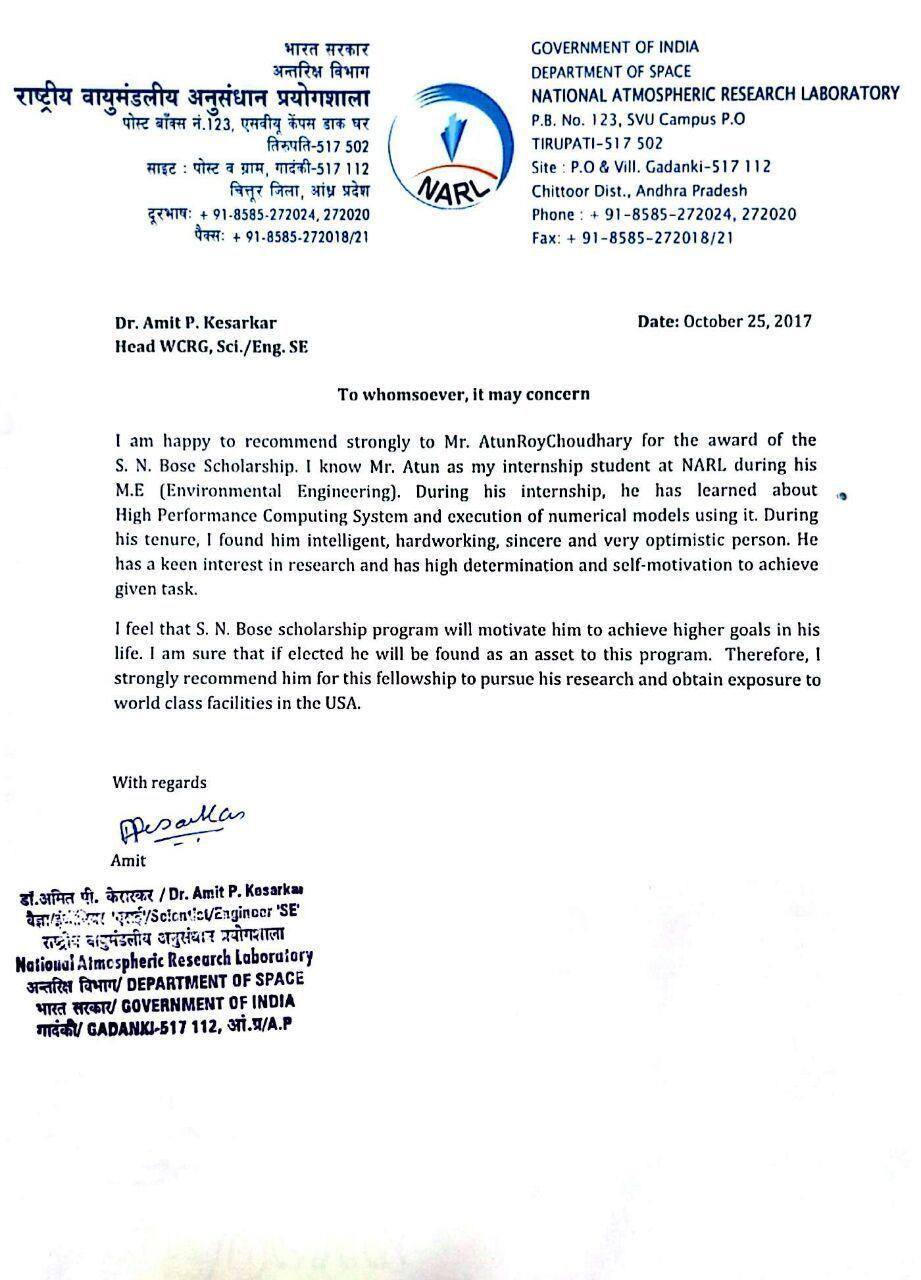 भारत सरकार
अन्तरिक्ष विभाग
राष्ट्रीय वायुमंडलीय अनुसंधान प्रयोगशाला
पोस्ट बॉक्स नं.123, एसवीयू केंपस डाक घर
तिरुपति-517 502
साइट : पोस्ट व ग्राम, गादंकी-517 112
चित्तूर जिला, आंध्र प्रदेश
दूरभाषः + 91-8585-272024, 272020
फैक्सः + 91-8585-272018/21
NARL
GOVERNMENT OF INDIA
DEPARTMENT OF SPACE
NATIONAL ATMOSPHERIC RESEARCH LABORATORY
P.B. No. 123, SVU Campus P.O
TIRUPATI-517 502
Site : P.O & Vill. Gadanki-517 112
Chittoor Dist., Andhra Pradesh
Phone : + 91-8585-272024, 272020
Fax: + 91-8585-272018/21
Dr. Amit P. Kesarkar
Head WCRG, Sci./Eng. SE
Date: October 25, 2017
To whomsoever, it may concern
I am happy to recommend strongly to Mr. AtunRoyChoudhary for the award of the
S. N. Bose Scholarship. I know Mr. Atun as my internship student at NARL during his
M.E (Environmental Engineering). During his internship, he has learned about
High Performance Computing System and execution of numerical models using it. During
his tenure, I found him intelligent, hardworking, sincere and very optimistic person. He
has a keen interest in research and has high determination and self-motivation to achieve
given task.
I feel that S. N. Bose scholarship program will motivate him to achieve higher goals in his
life. I am sure that if elected he will be found as an asset to this program. Therefore, I
strongly recommend him for this fellowship to pursue his research and obtain exposure to
world class facilities in the USA.
With regards
Amit
डॉ.अमित पी. केसरकर / Dr. Amit P. Kesarkar
Scientist/Engineer 'SE'
राष्ट्रीय वायुमंडलीय अनुसंधान प्रयोगशाला
National Atmospheric Research Laboratory
अन्तरिक्ष विभाग/ DEPARTMENT OF SPACE
भारत सरकार/ GOVERNMENT OF INDIA
गादंकी/ GADANKI-517 112, आं.प्र/A.P